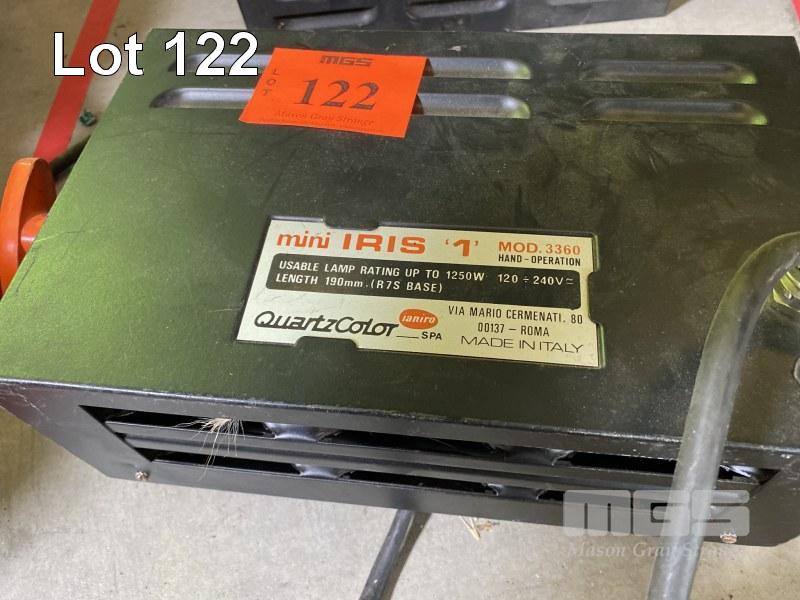 Lot 122
MGS
LOT
122
Mason Gray Strange
mini IRIS '1' MOD. 3360
HAND-OPERATION
USABLE LAMP RATING UP TO 1250W 120 ÷ 240V
LENGTH 190mm. (R7S BASE)
QuartzColor ianiro SPA
VIA MARIO CERMENATI. 80
00137 - ROMA
MADE IN ITALY
MGS
Mason Gray Strange